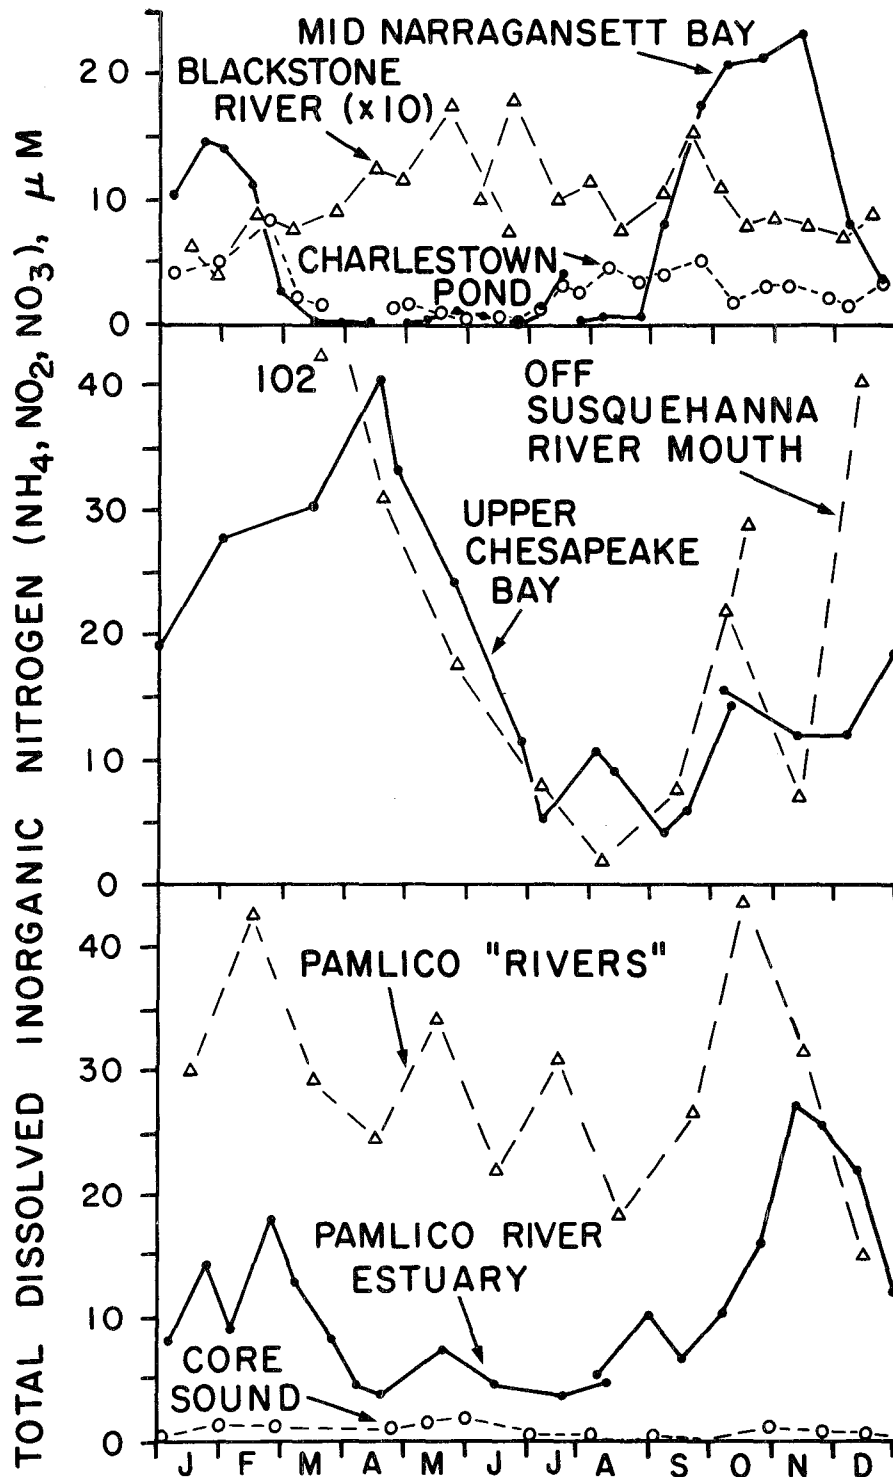 TOTAL DISSOLVED INORGANIC NITROGEN (NH4, NO2, NO3), μM
MID NARRAGANSETT BAY
20
BLACKSTONE
RIVER (×10)
10
CHARLESTOWN
POND
0
40
102
OFF
SUSQUEHANNA
RIVER MOUTH
30
UPPER
CHESAPEAKE
BAY
20
10
0
40
PAMLICO "RIVERS"
30
20
PAMLICO RIVER
ESTUARY
10
CORE
SOUND
0
J F M A M J J A S O N D